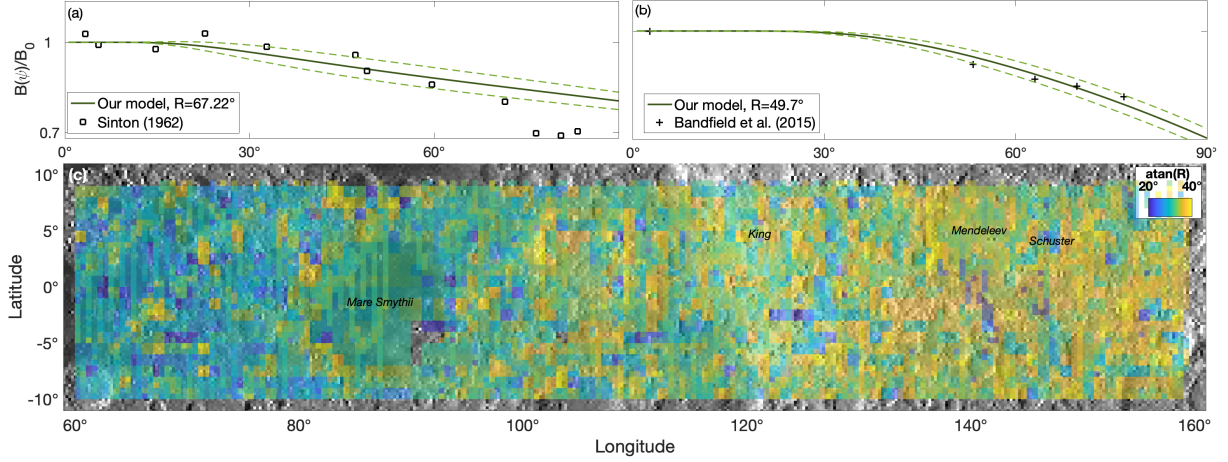 (a)
B(ψ)/B0
1
0.7
Our model, R=67.22°
Sinton (1962)
0°
30°
60°
(b)
Our model, R=49.7°
Bandfield et al. (2015)
0°
30°
60°
90°
(c)
10°
5°
0°
-5°
-10°
Latitude
King
Mendeleev
Schuster
Mare Smythii
atan(R)
20° 40°
60° 80° 100° 120° 140° 160°
Longitude